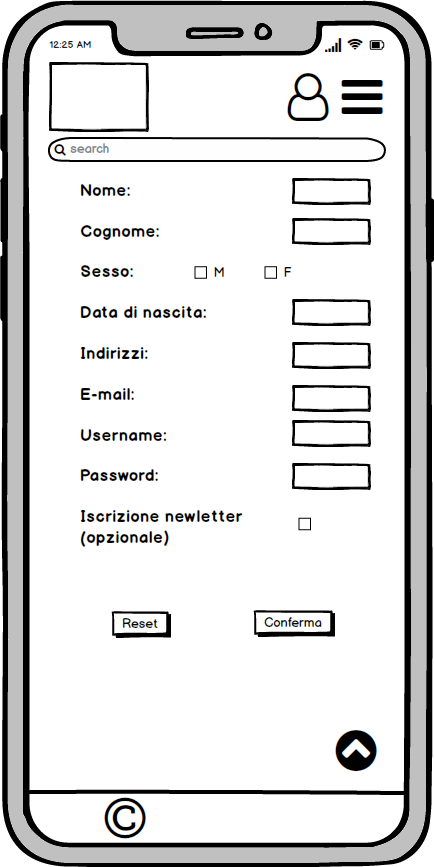 12:25 AM
search
Nome:
Cognome:
Sesso: M F
Data di nascita:
Indirizzi:
E-mail:
Username:
Password:
Iscrizione newletter
(opzionale)
Reset Conferma
©